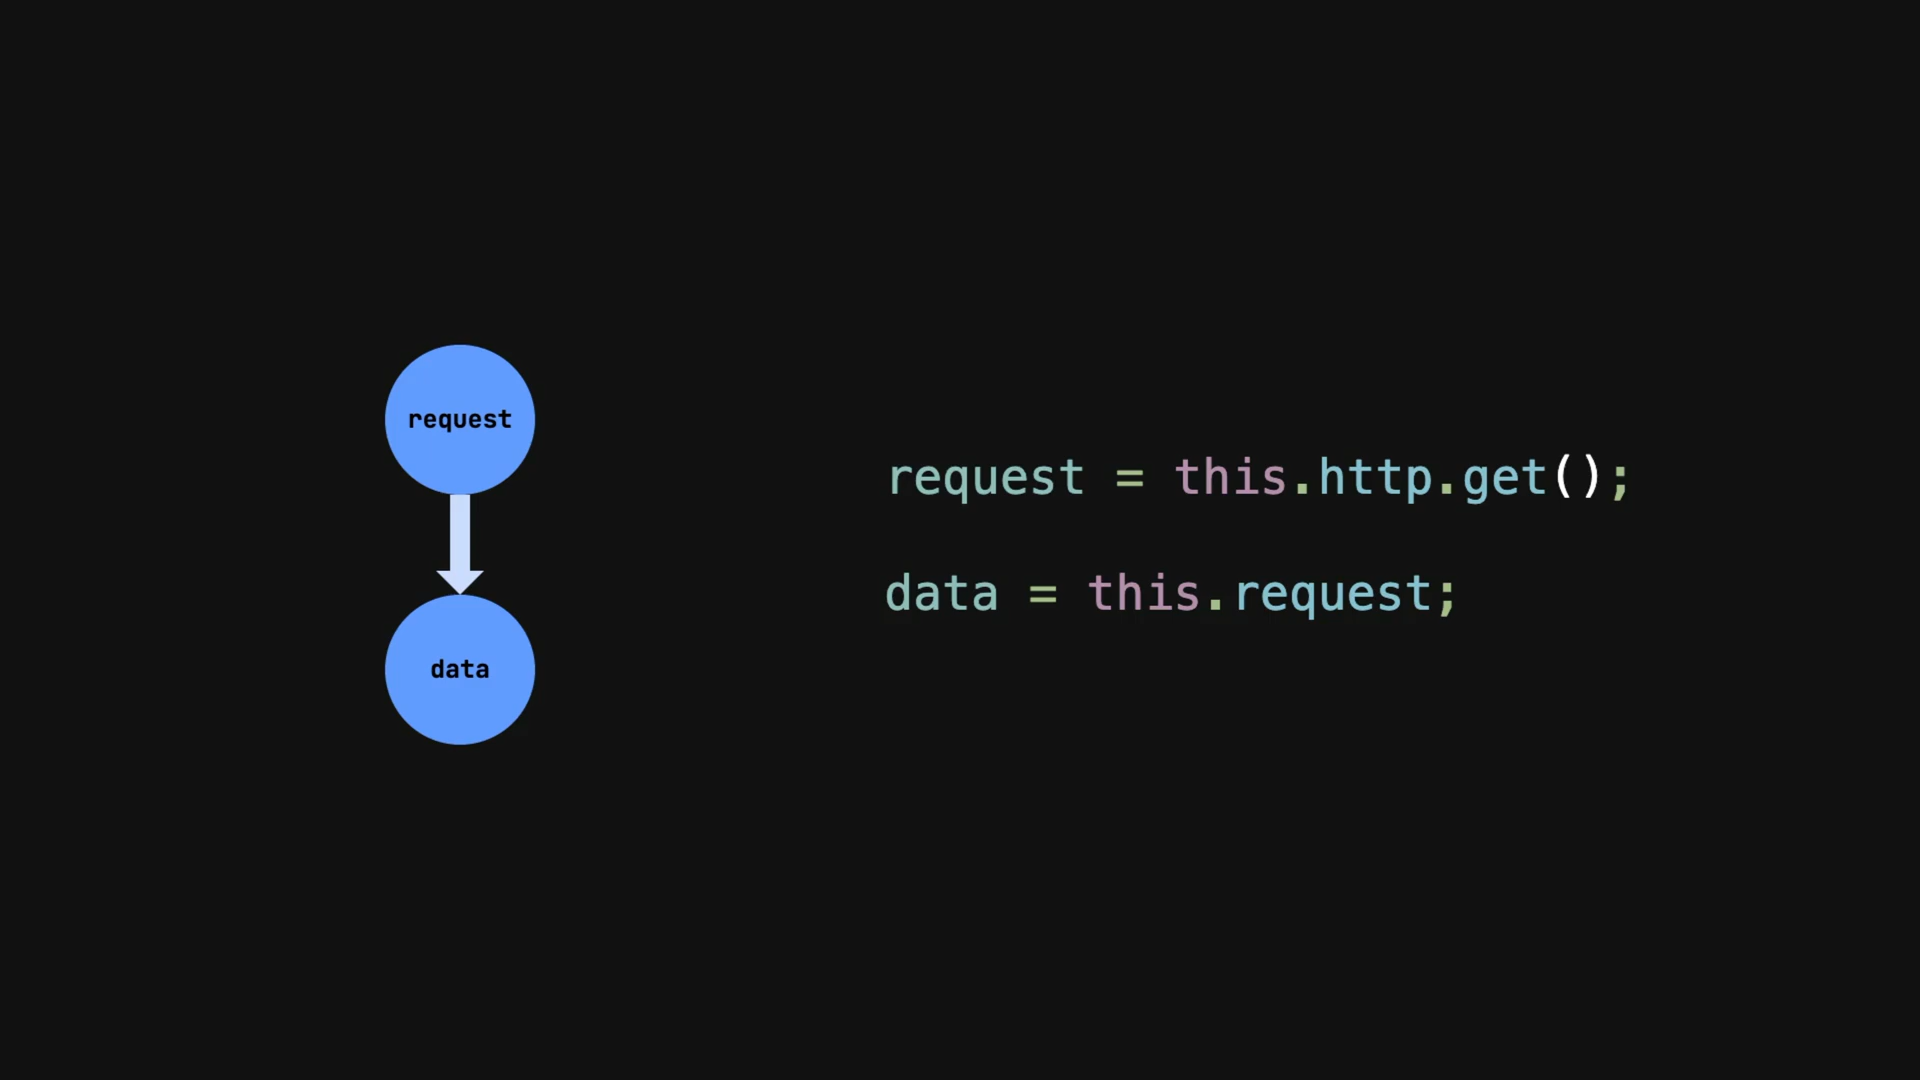 request
data
request = this.http.get();
data = this.request;